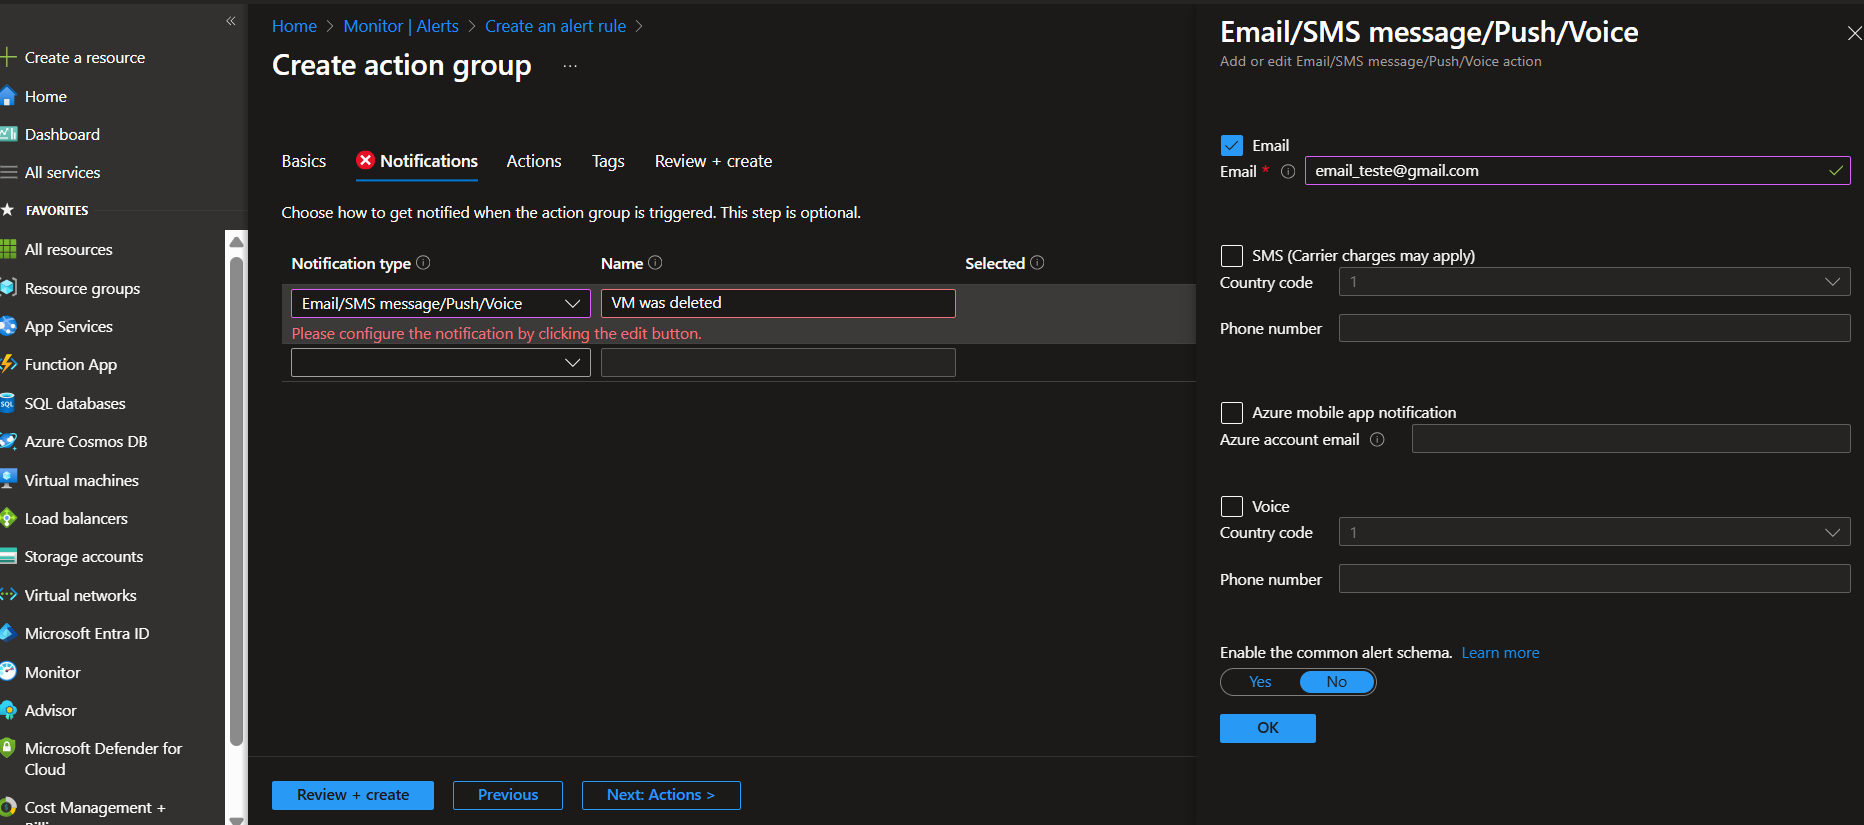 «
Create a resource
Home
Dashboard
All services
FAVORITES
All resources
Resource groups
App Services
Function App
SQL databases
Azure Cosmos DB
Virtual machines
Load balancers
Storage accounts
Virtual networks
Microsoft Entra ID
Monitor
Advisor
Microsoft Defender for
Cloud
Cost Management +
Home > Monitor | Alerts > Create an alert rule >
Create action group ...
Basics Notifications Actions Tags Review + create
Choose how to get notified when the action group is triggered. This step is optional.
Notification type Name Selected
Email/SMS message/Push/Voice VM was deleted
Please configure the notification by clicking the edit button.
Review + create Previous Next: Actions >
Email/SMS message/Push/Voice
Add or edit Email/SMS message/Push/Voice action
Email
Email * email_teste@gmail.com
SMS (Carrier charges may apply)
Country code 1
Phone number
Azure mobile app notification
Azure account email
Voice
Country code 1
Phone number
Enable the common alert schema. Learn more
Yes No
OK